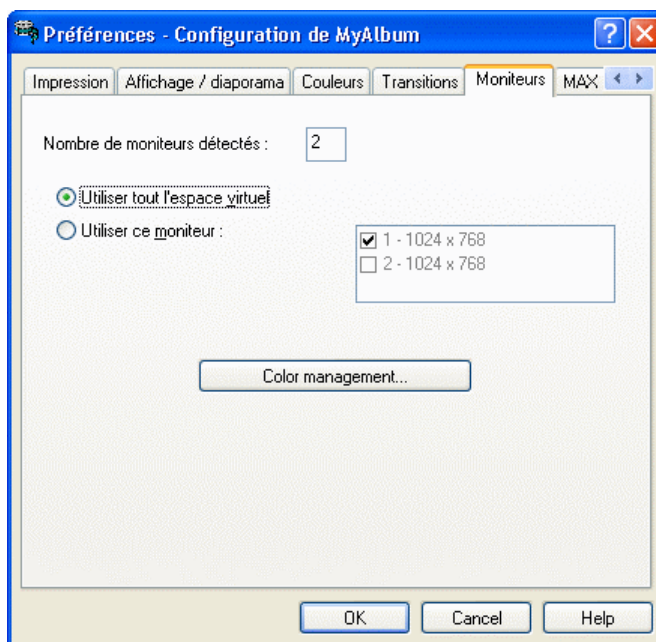 Préférences - Configuration de MyAlbum
Impression Affichage / diaporama Couleurs Transitions Moniteurs MAX
Nombre de moniteurs détectés : 2
Utiliser tout l'espace virtuel
Utiliser ce moniteur :
1 - 1024 x 768
2 - 1024 x 768
Color management...
OK Cancel Help